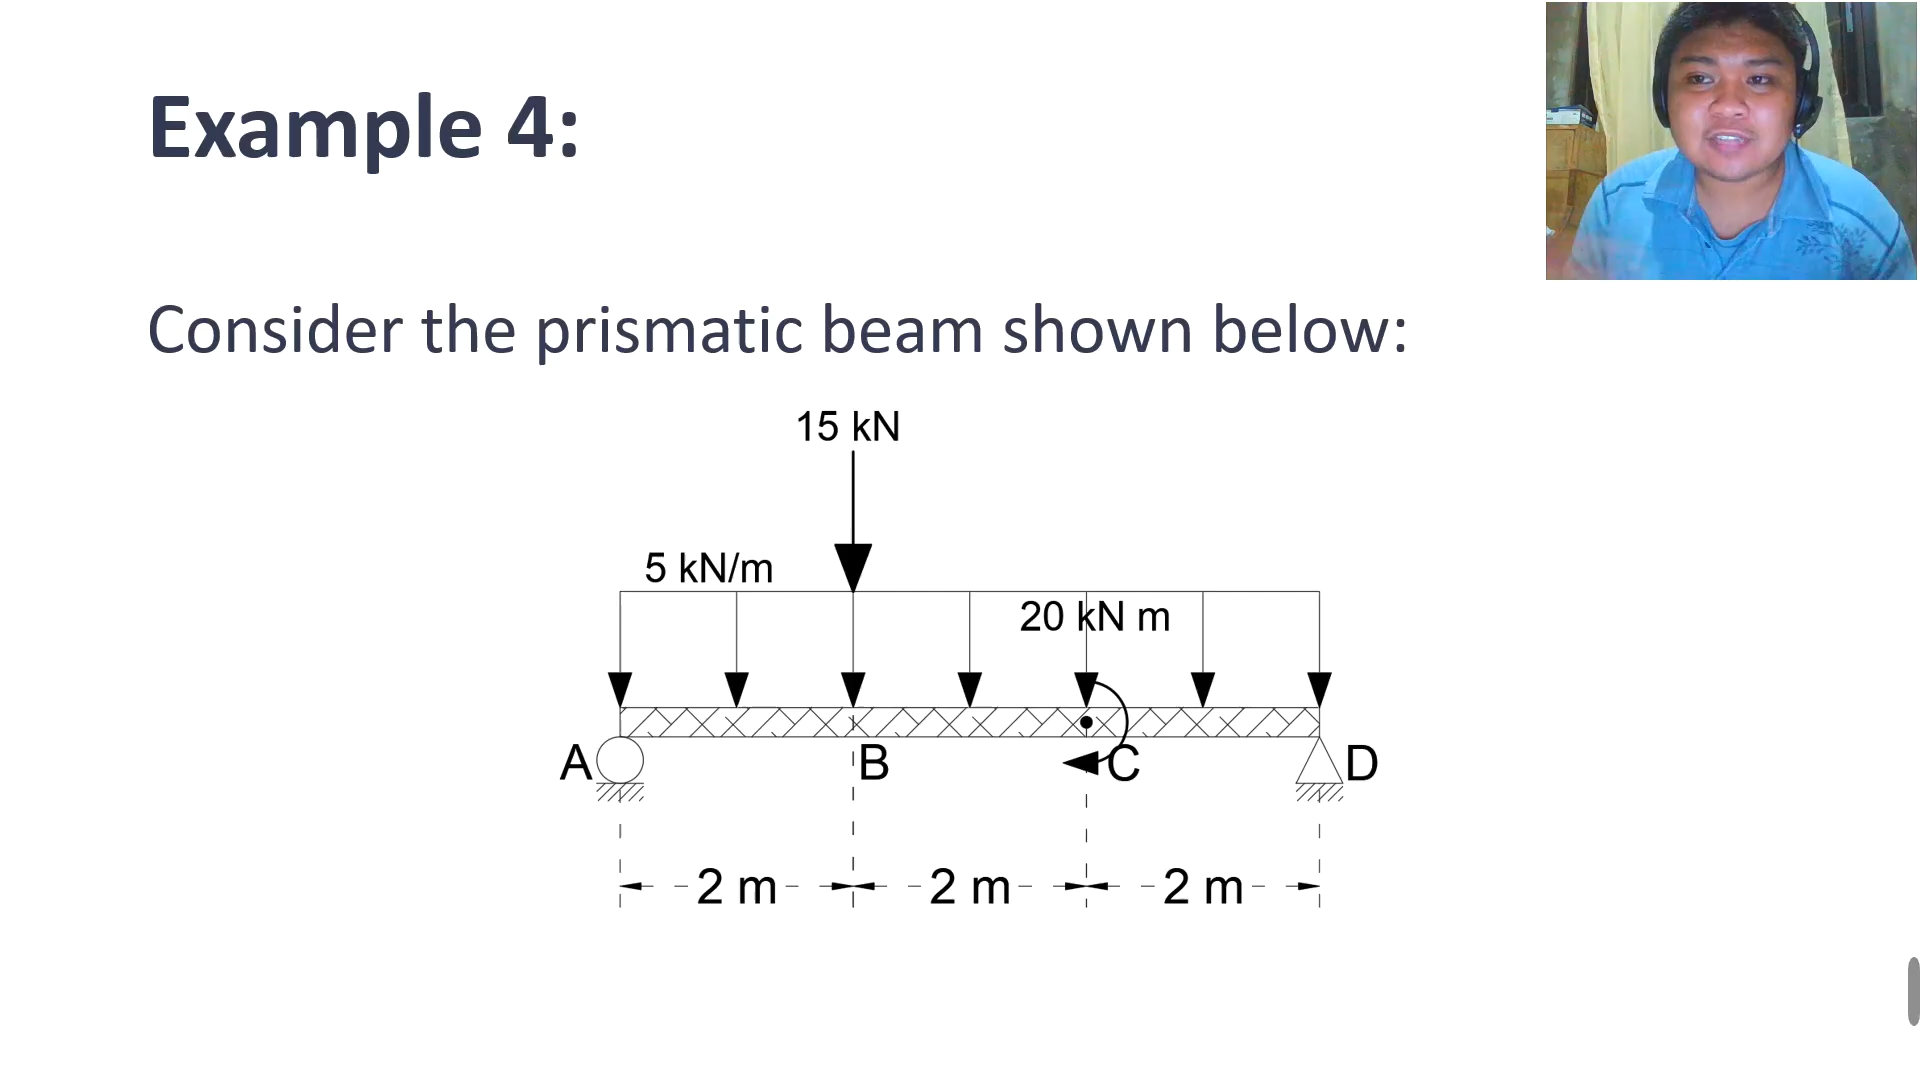 Example 4:
Consider the prismatic beam shown below:
15 kN
5 kN/m
20 kN m
A
B
C
D
2 m
2 m
2 m